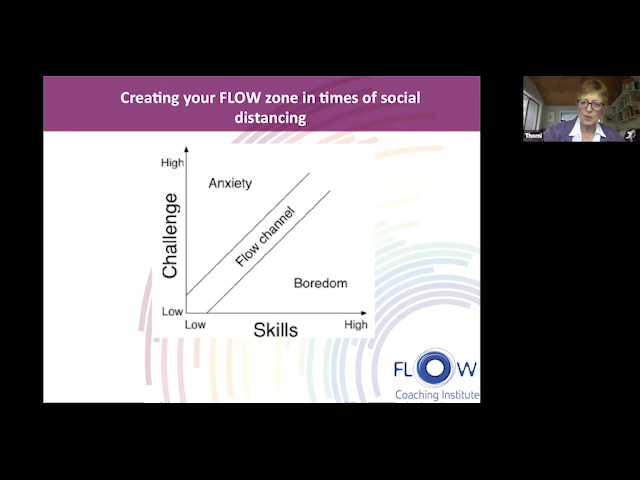 Creating your FLOW zone in times of social
distancing
High
Anxiety
Challenge
Flow channel
Boredom
Low
Low
Skills
High
FLOW
Coaching Institute
Thomi